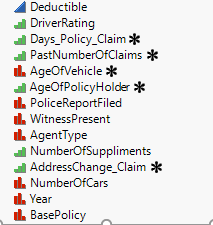 Deductible
DriverRating
Days_Policy_Claim *
PastNumberOfClaims *
AgeOfVehicle *
AgeOfPolicyHolder *
PoliceReportFiled
WitnessPresent
AgentType
NumberOfSuppliments
AddressChange_Claim *
NumberOfCars
Year
BasePolicy